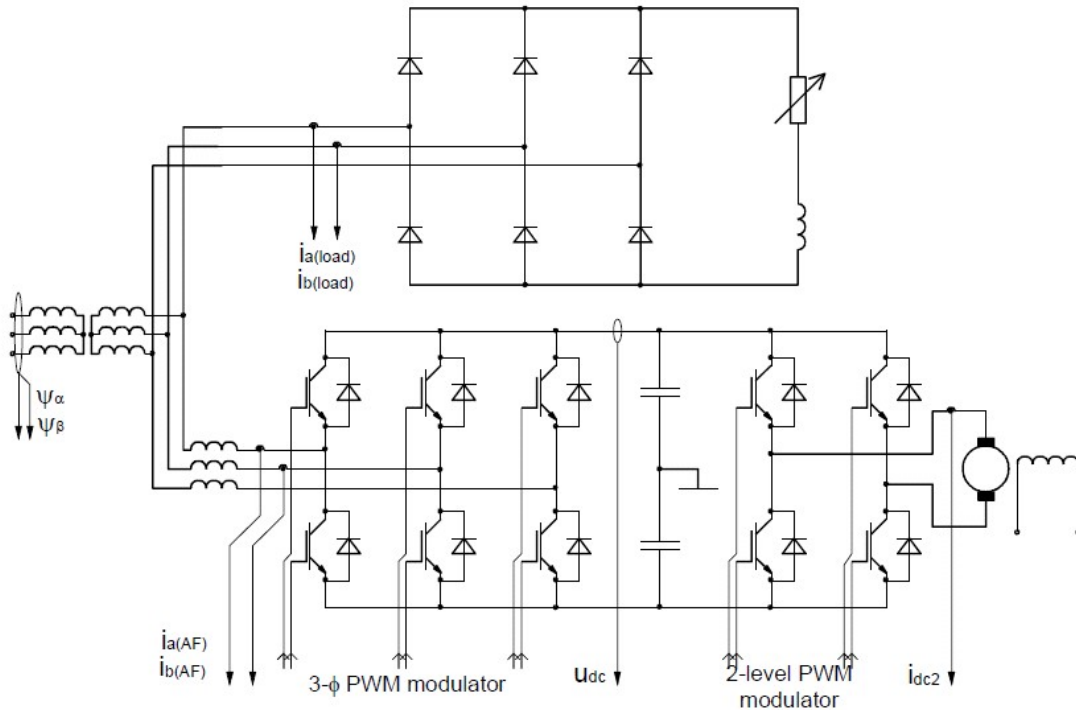 ia(load)
ib(load)
ψα
ψβ
ia(AF)
ib(AF)
3-ϕ PWM modulator
udc
2-level PWM
modulator
idc2